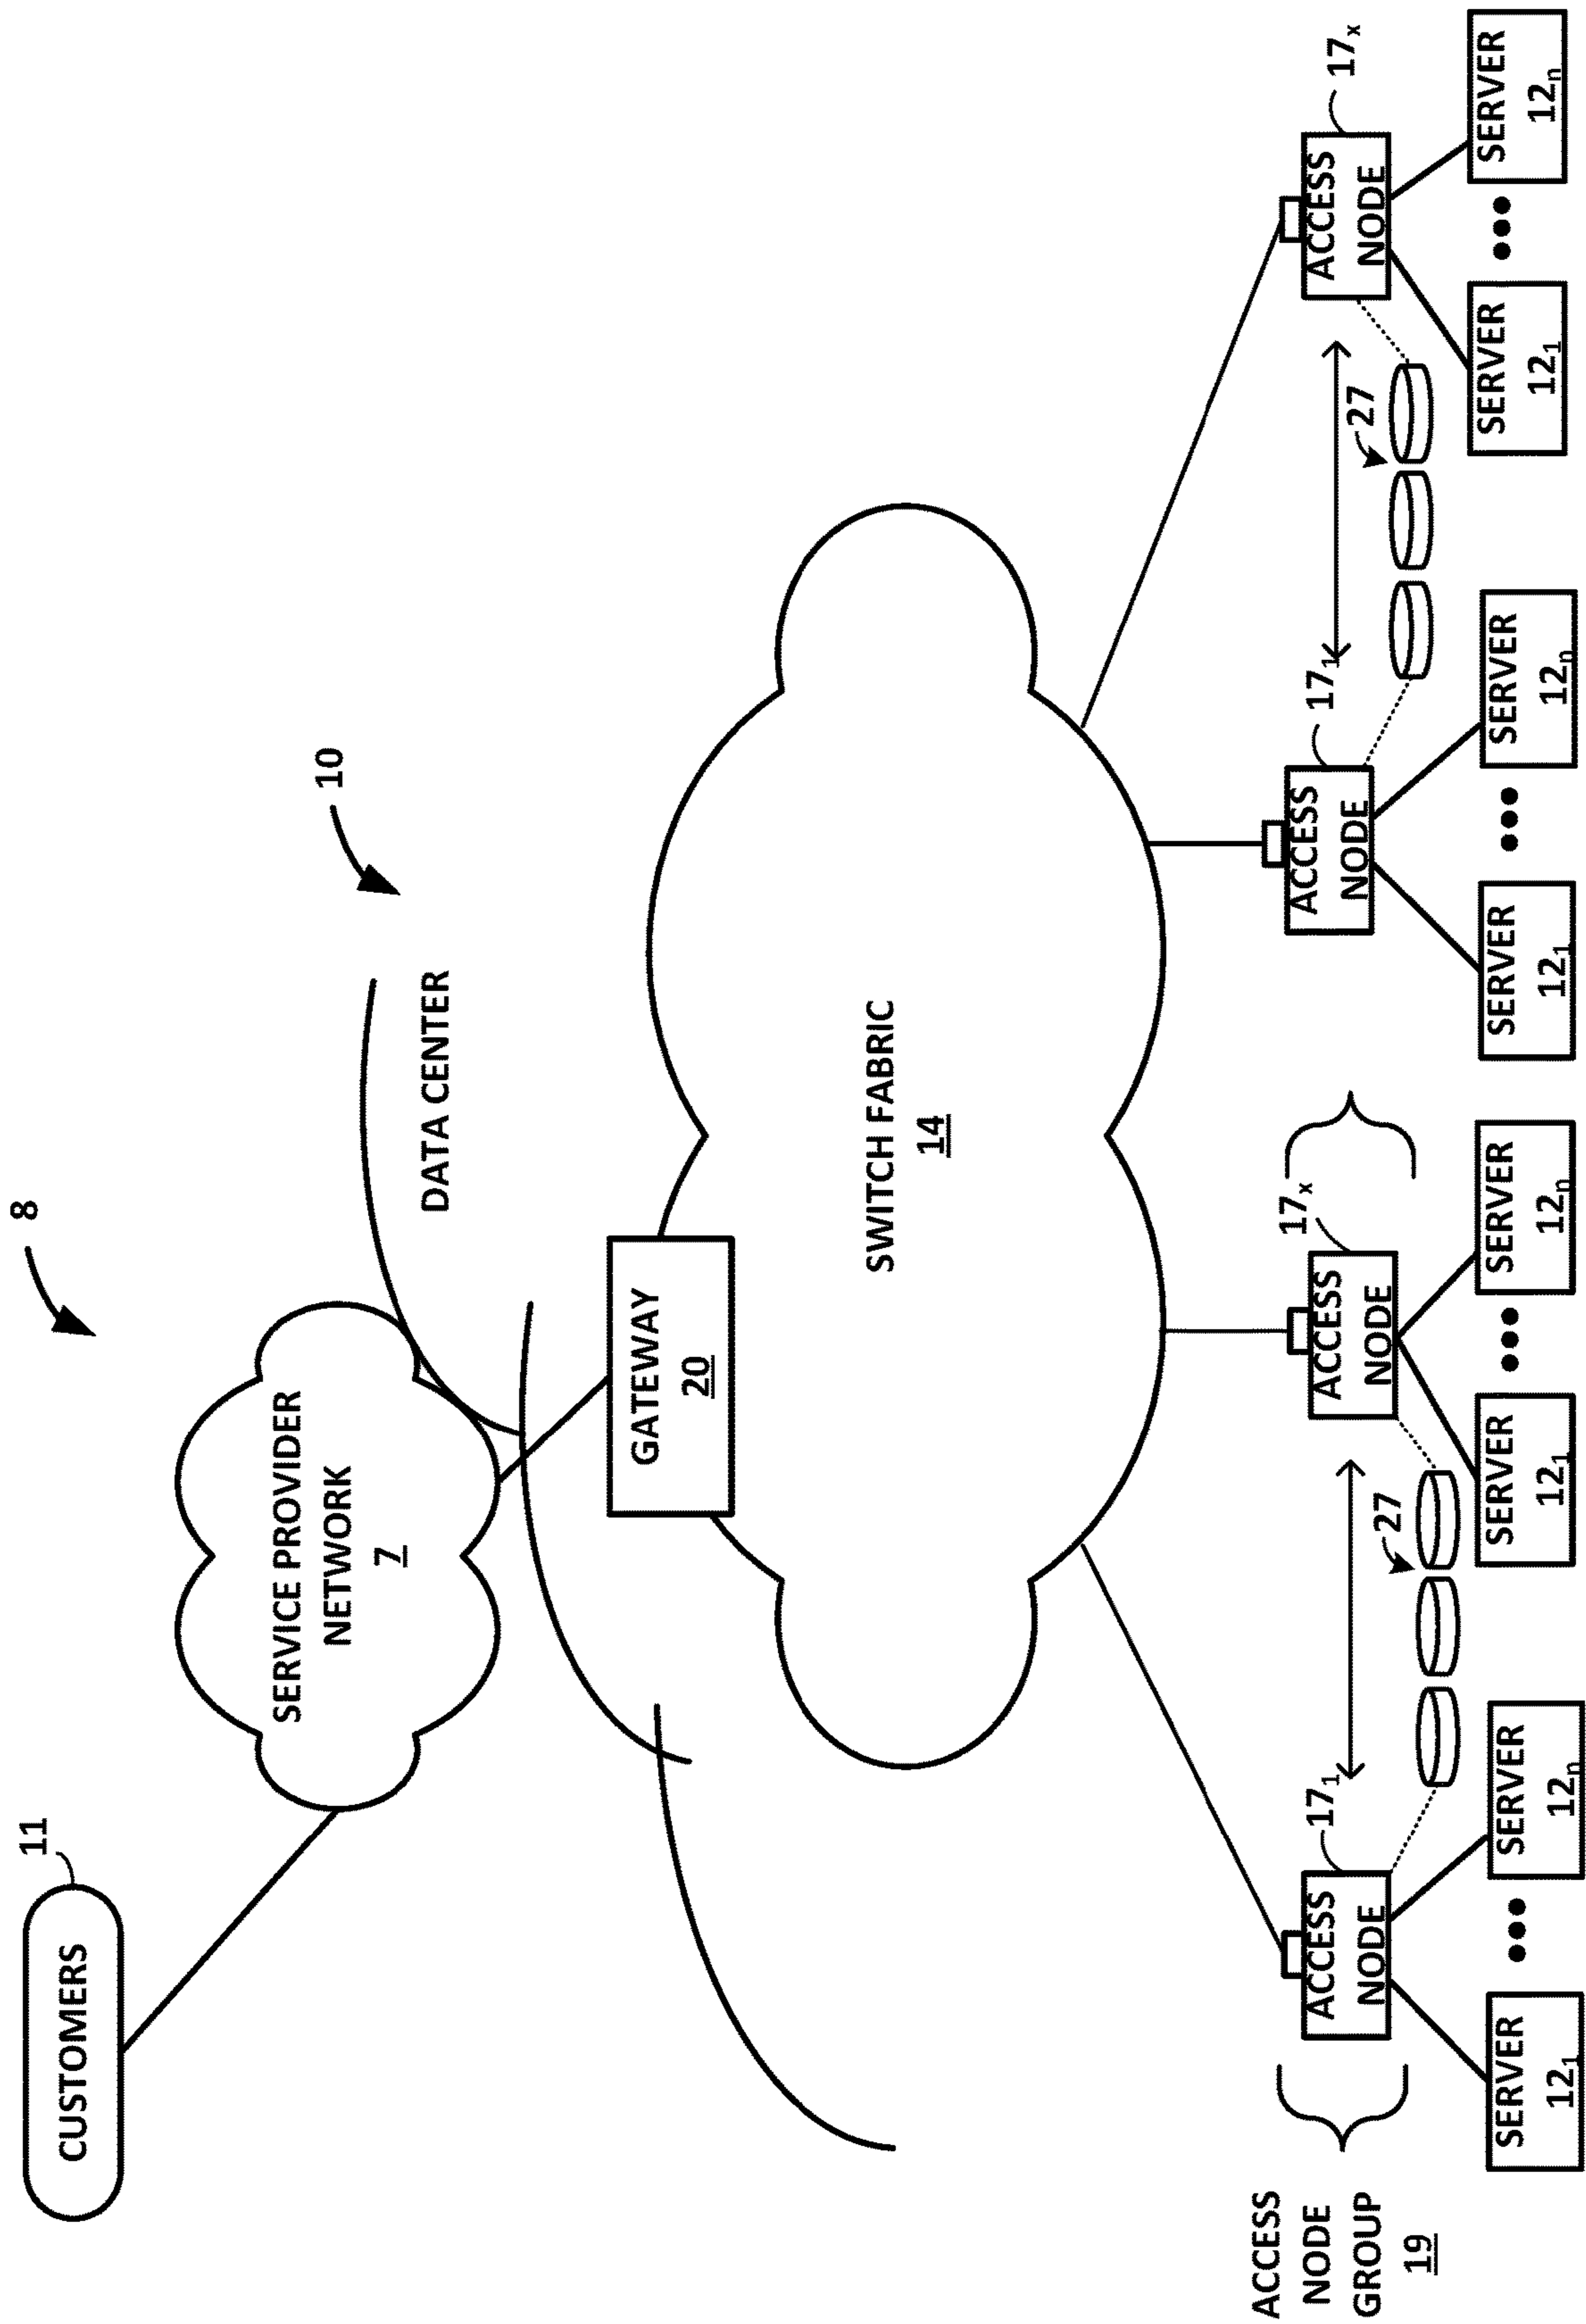 8
CUSTOMERS
11
SERVICE PROVIDER
NETWORK
7
10
DATA CENTER
GATEWAY
20
SWITCH FABRIC
14
ACCESS
NODE
GROUP
19
ACCESS
NODE
17₁
27
ACCESS
NODE
17ₓ
ACCESS
NODE
17₁
27
ACCESS
NODE
17ₓ
SERVER
12₁
SERVER
12ₙ
SERVER
12₁
SERVER
12ₙ
SERVER
12₁
SERVER
12ₙ
SERVER
12₁
SERVER
12ₙ